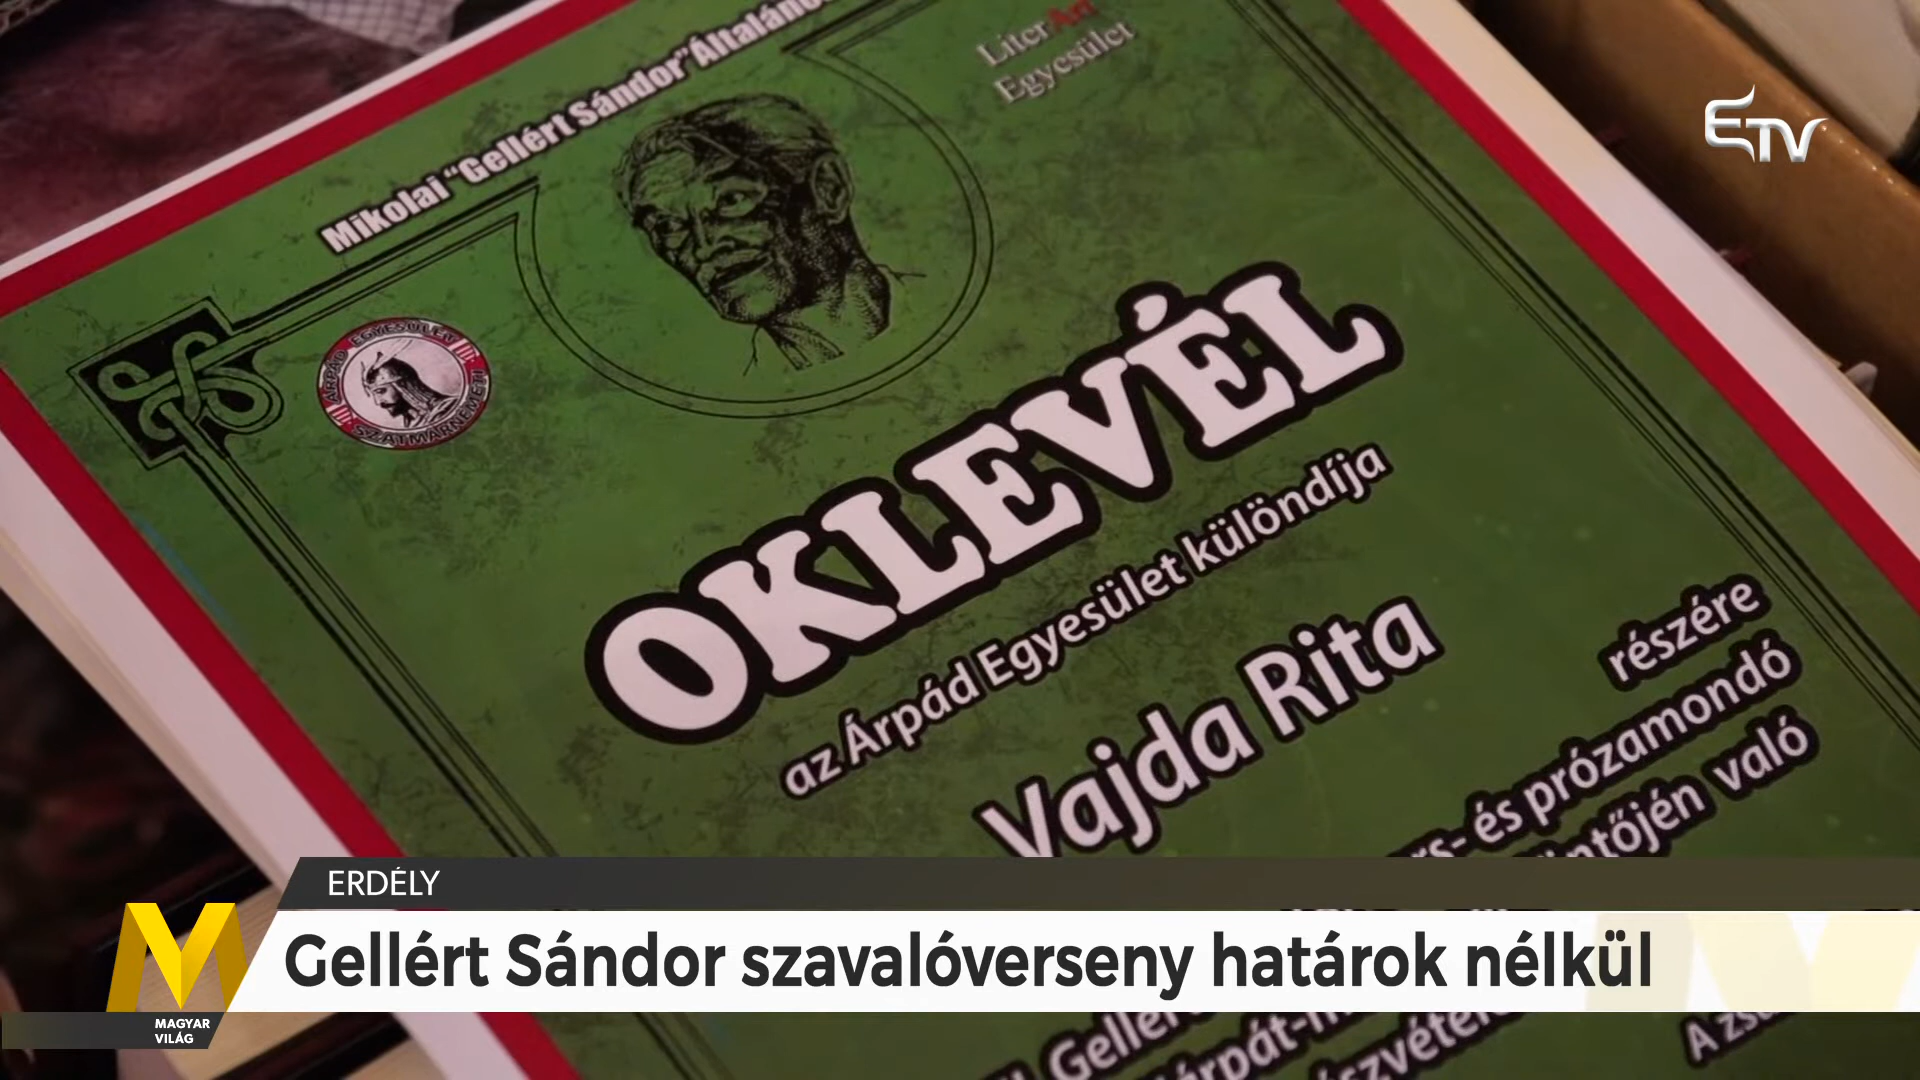 Mikolai “Gellért Sándor”
LiterArt
Egyesület
ETV
ÁRPÁD EGYESÜLET
SZATMÁRNÉMETI
OKLEVÉL
az Árpád Egyesület különdíja
Vajda Rita
részére
és prózamondó
való
ERDÉLY
Gellért Sándor szavalóverseny határok nélkül
MAGYAR
VILÁG
A